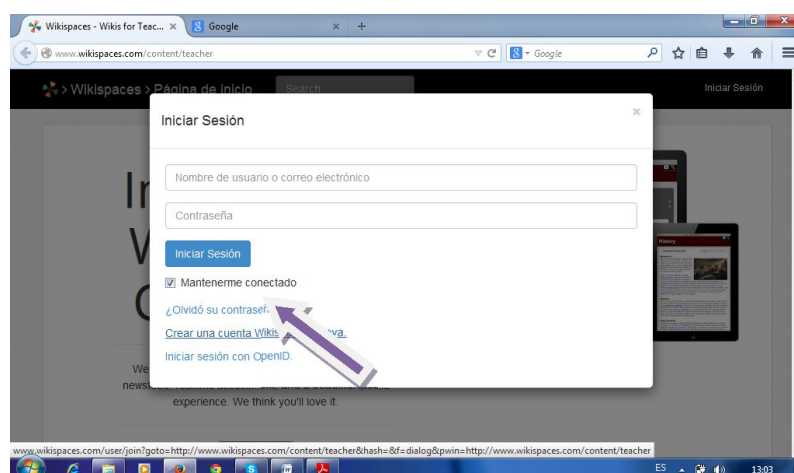 Wikispaces - Wikis for Teac... × Google × +
www.wikispaces.com/content/teacher Google
> Wikispaces > Página de inicio Search Iniciar Sesión
Iniciar Sesión ×
Nombre de usuario o correo electrónico
Contraseña
Iniciar Sesión
Mantenerme conectado
¿Olvidó su
Crear una cuenta
Iniciar sesión con OpenID.
We
experience. We think you'll love it.
History
www.wikispaces.com/user/join?goto=http://www.wikispaces.com/content/teacher&hash=&f=dialog&pwin=http://www.wikispaces.com/content/teacher
ES 13:03